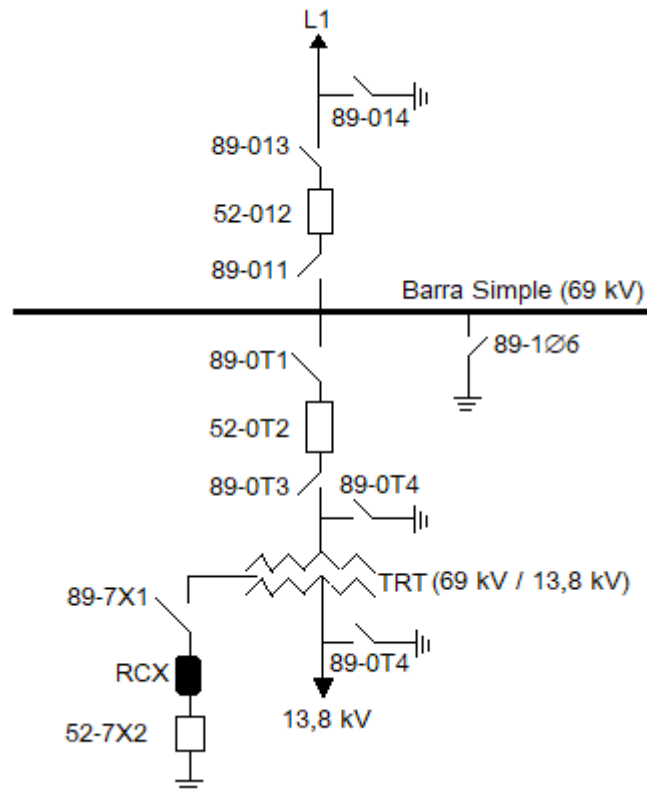 L1
89-014
89-013
52-012
89-011
Barra Simple (69 kV)
89-1Ø6
89-0T1
52-0T2
89-0T3
89-0T4
TRT (69 kV / 13,8 kV)
89-7X1
89-0T4
RCX
13,8 kV
52-7X2